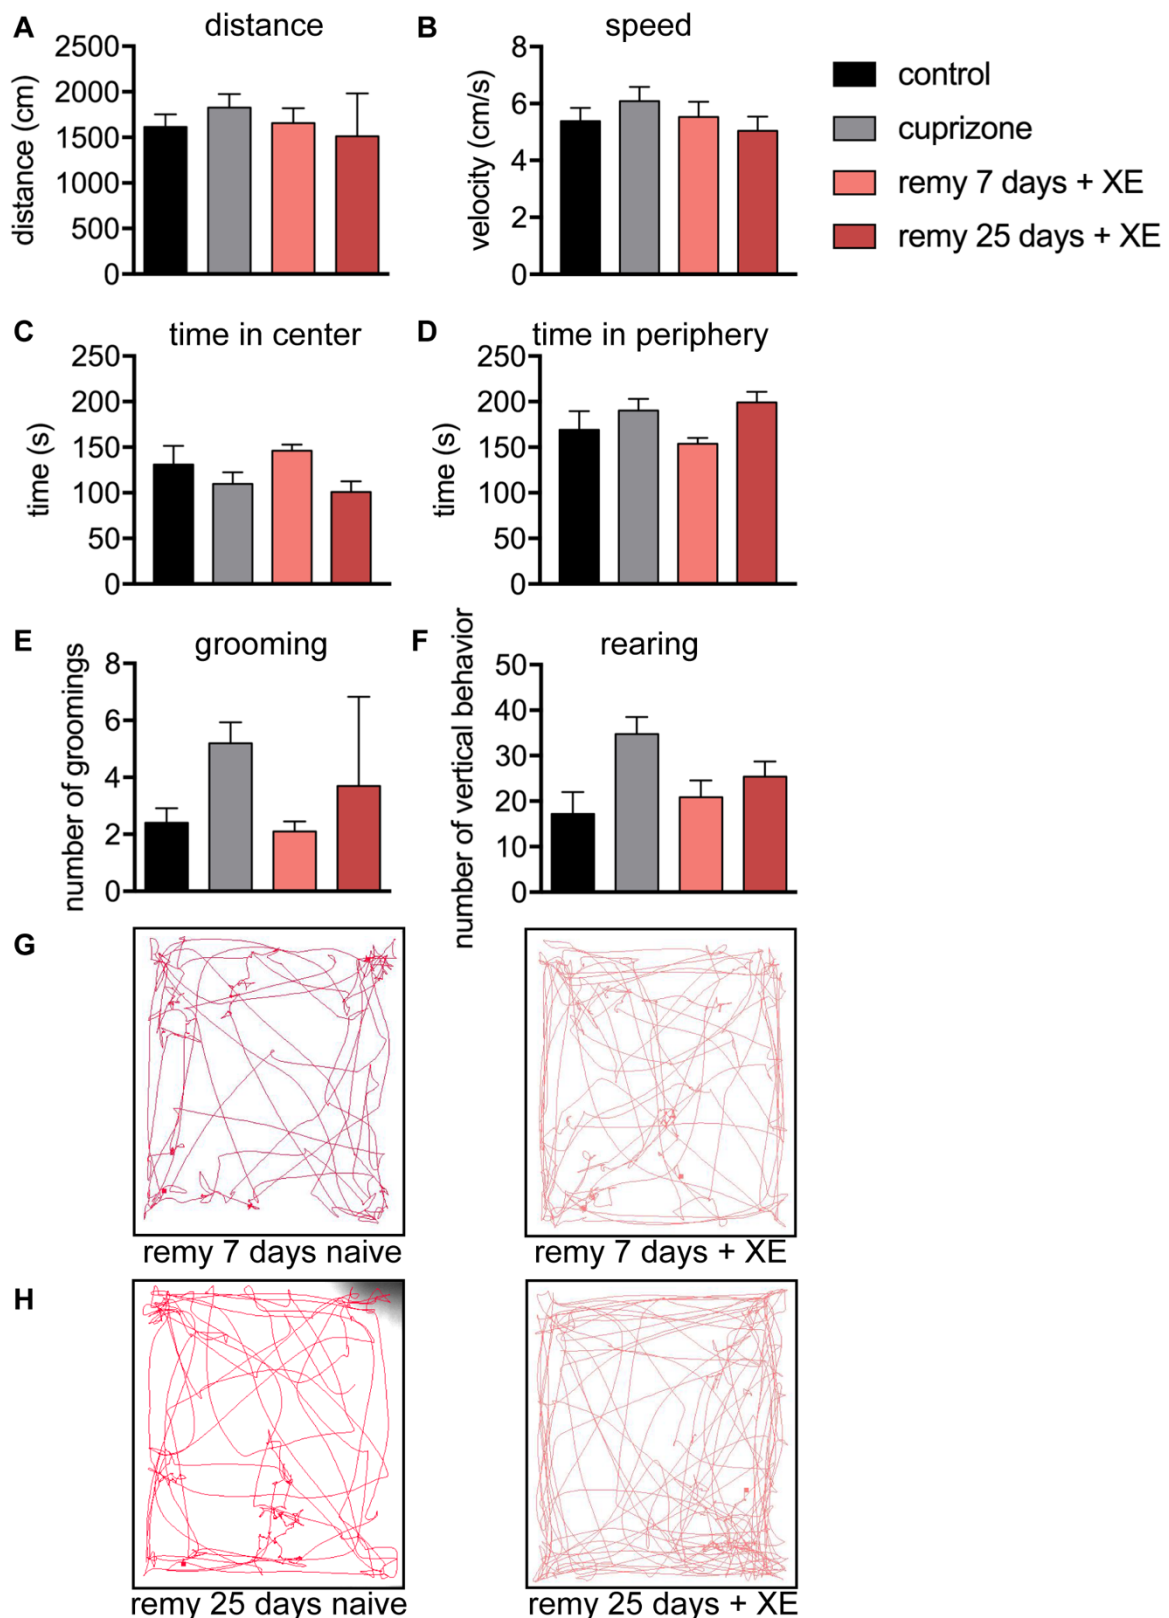 A
distance
distance (cm)
2500
2000
1500
1000
500
0
B
speed
velocity (cm/s)
8
6
4
2
0
control
cuprizone
remy 7 days + XE
remy 25 days + XE
C
time in center
time (s)
250
200
150
100
50
0
D
time in periphery
time (s)
250
200
150
100
50
0
E
grooming
number of groomings
8
6
4
2
0
F
rearing
number of vertical behavior
50
40
30
20
10
0
G
remy 7 days naive
remy 7 days + XE
H
remy 25 days naive
remy 25 days + XE